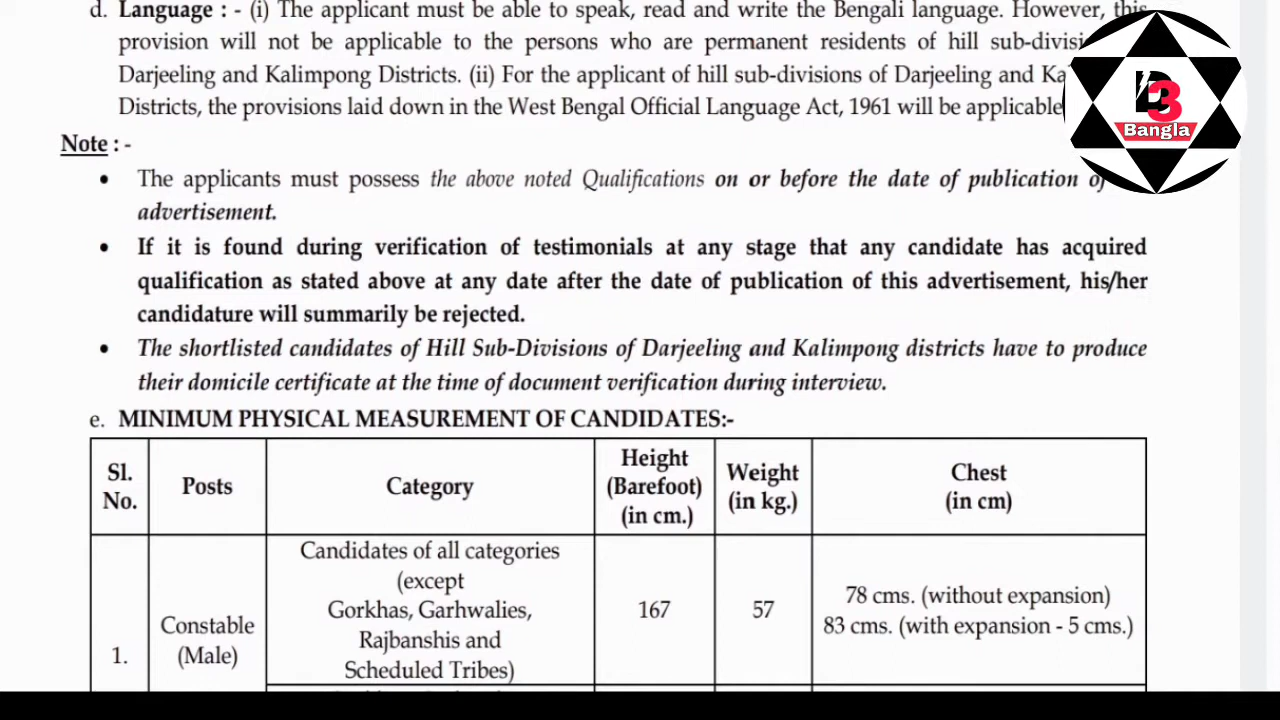 d. Language : - (i) The applicant must be able to speak, read and write the Bengali language. However, this
provision will not be applicable to the persons who are permanent residents of hill
Darjeeling and Kalimpong Districts. (ii) For the applicant of hill sub-divisions of Darjeeling and
Districts, the provisions laid down in the West Bengal Official Language Act, 1961 will be applicable
D3
Bangla
Note : -
• The applicants must possess the above noted Qualifications on or before the date of publication of
advertisement.
• If it is found during verification of testimonials at any stage that any candidate has acquired
qualification as stated above at any date after the date of publication of this advertisement, his/her
candidature will summarily be rejected.
• The shortlisted candidates of Hill Sub-Divisions of Darjeeling and Kalimpong districts have to produce
their domicile certificate at the time of document verification during interview.
e. MINIMUM PHYSICAL MEASUREMENT OF CANDIDATES:-
Sl. No.
Posts
Category
Height (Barefoot) (in cm.)
Weight (in kg.)
Chest (in cm)
1.
Constable
(Male)
Candidates of all categories
(except
Gorkhas, Garhwalies,
Rajbanshis and
Scheduled Tribes)
167
57
78 cms. (without expansion)
83 cms. (with expansion - 5 cms.)